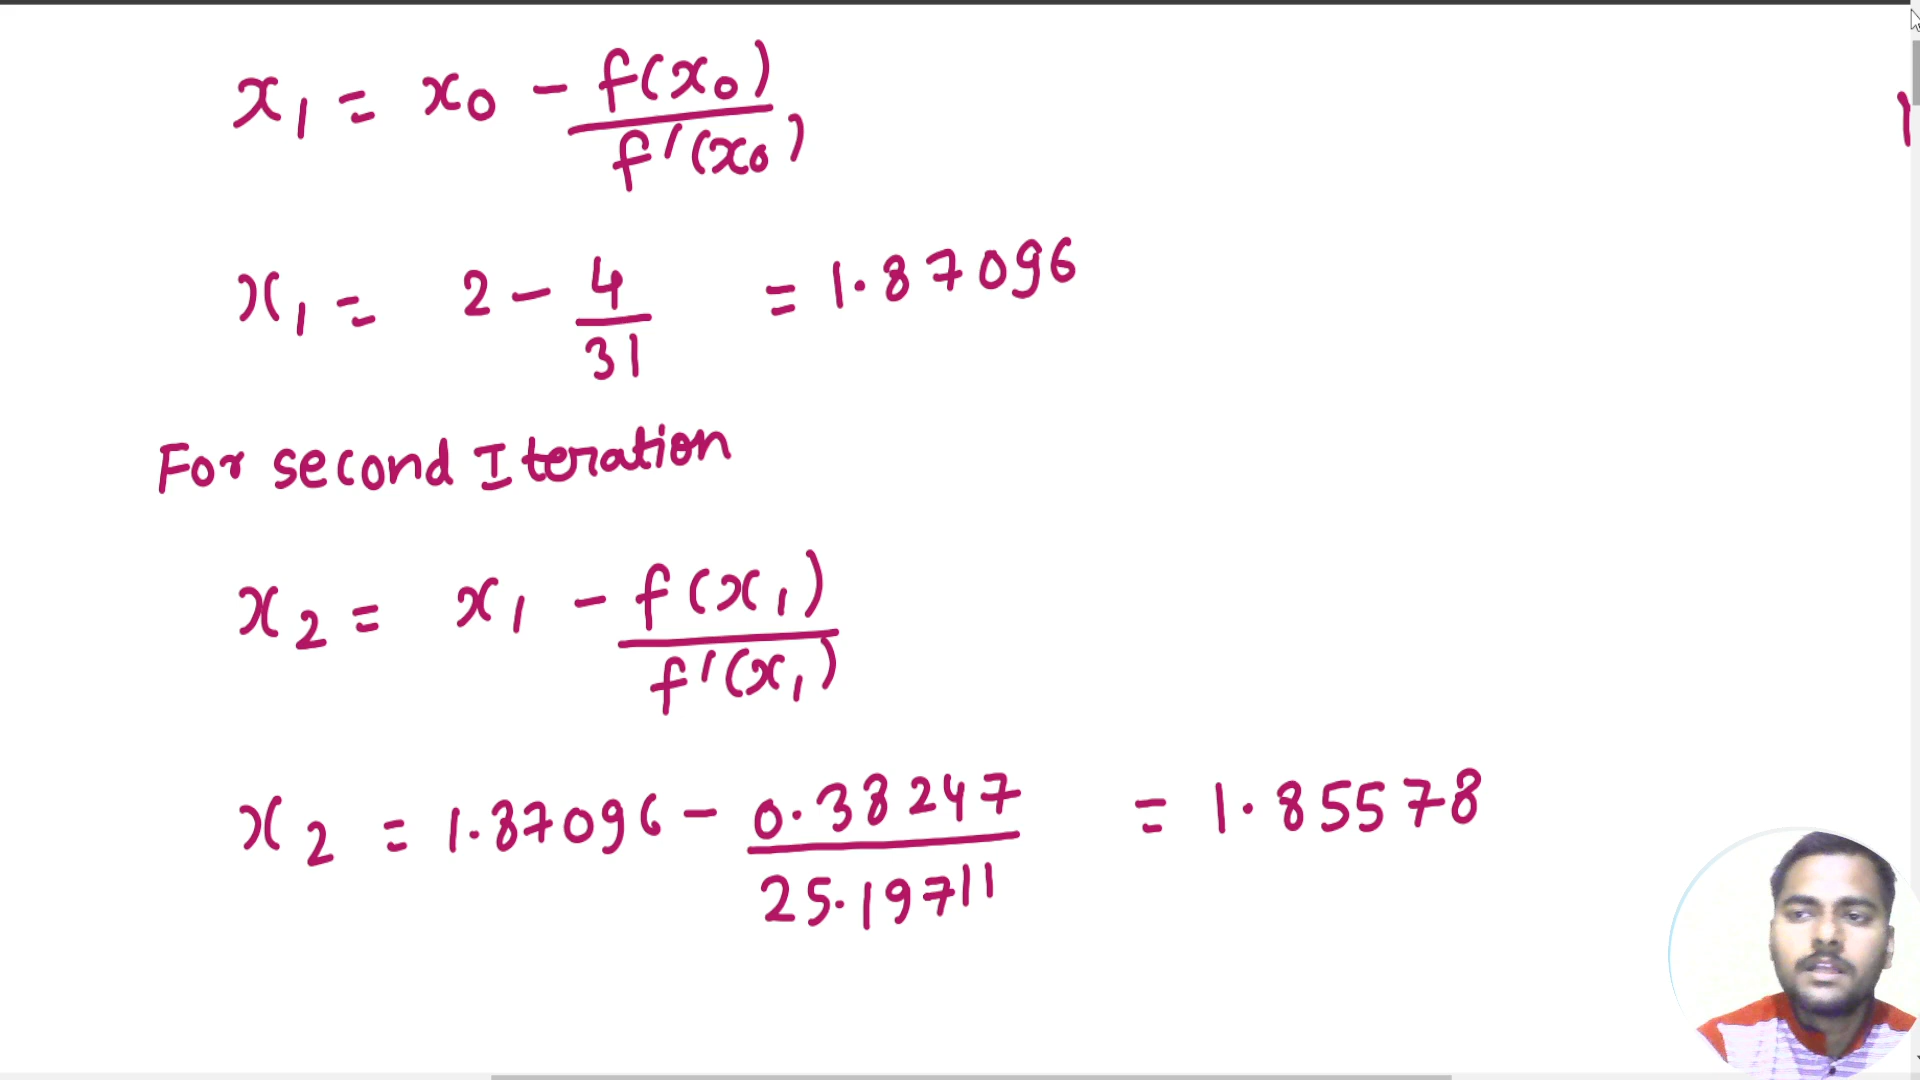 x₁ = x₀ - f(x₀)/f'(x₀)
x₁ = 2 - 4/31 = 1.87096
For second Iteration
x₂ = x₁ - f(x₁)/f'(x₁)
x₂ = 1.87096 - 0.38247/25.19711 = 1.85578